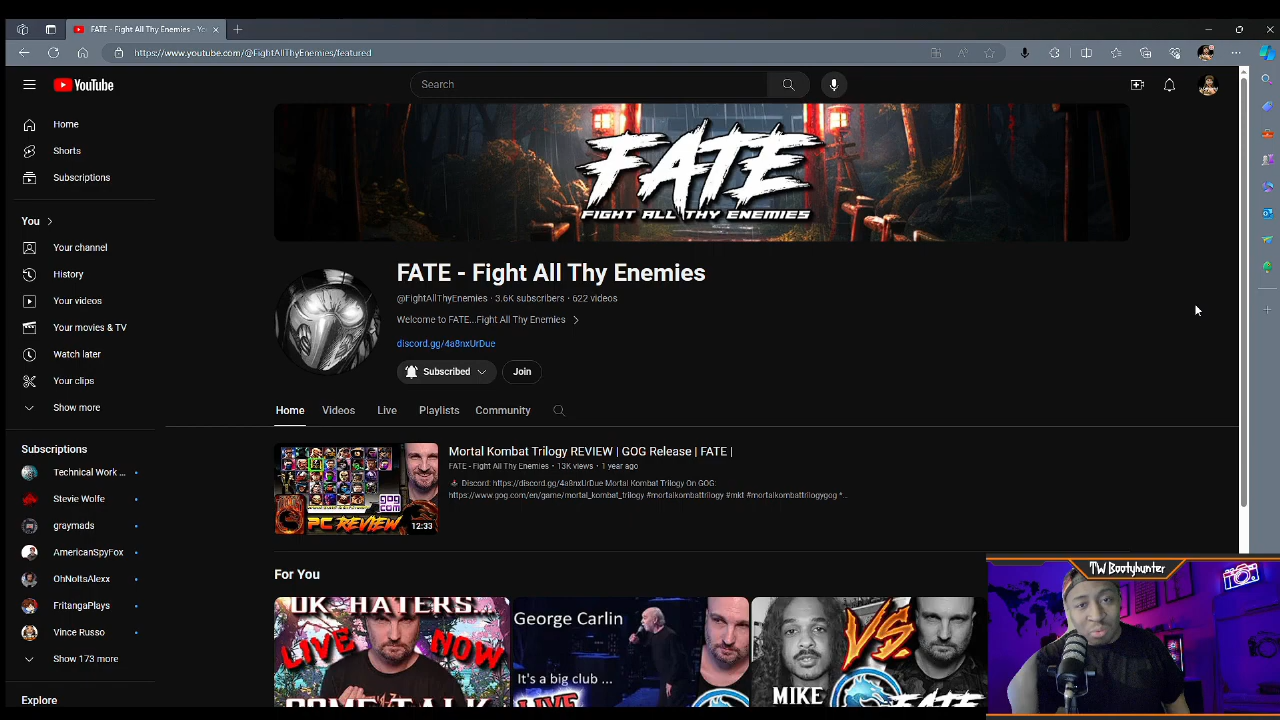 FATE - Fight All Thy Enemies - Yo
https://www.youtube.com/@FightAllThyEnemies/featured
YouTube
Search
Home
Shorts
Subscriptions
You
Your channel
History
Your videos
Your movies & TV
Watch later
Your clips
Show more
Subscriptions
Technical Work ...
Stevie Wolfe
graymads
AmericanSpyFox
OhNoItsAlexx
FritangaPlays
Vince Russo
Show 173 more
Explore
FATE
FIGHT ALL THY ENEMIES
FATE - Fight All Thy Enemies
@FightAllThyEnemies · 3.6K subscribers · 622 videos
Welcome to FATE...Fight All Thy Enemies
discord.gg/4a8nxUrDue
Subscribed
Join
Home Videos Live Playlists Community
gog
COM
PC REVIEW
12:33
Mortal Kombat Trilogy REVIEW | GOG Release | FATE |
FATE - Fight All Thy Enemies · 13K views · 1 year ago
Discord: https://discord.gg/4a8nxUrDue Mortal Kombat Trilogy On GOG:
https://www.gog.com/en/game/mortal_kombat_trilogy #mortalkombattrilogy #mkt #mortalkombattrilogygog *...
For You
UK HATERS...
LIVE NOW
COME TALK
George Carlin
It's a big club ...
LIVE
VS.
MIKE
FATE
TW Bootyhunter